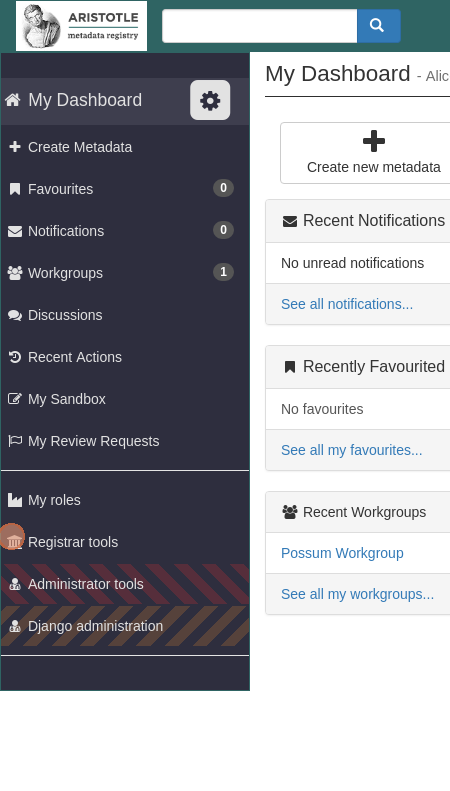 ARISTOTLE
metadata registry
My Dashboard
Create Metadata
Favourites 0
Notifications 0
Workgroups 1
Discussions
Recent Actions
My Sandbox
My Review Requests
My roles
Registrar tools
Administrator tools
Django administration
My Dashboard - Alic
Create new metadata
Recent Notifications
No unread notifications
See all notifications...
Recently Favourited
No favourites
See all my favourites...
Recent Workgroups
Possum Workgroup
See all my workgroups...